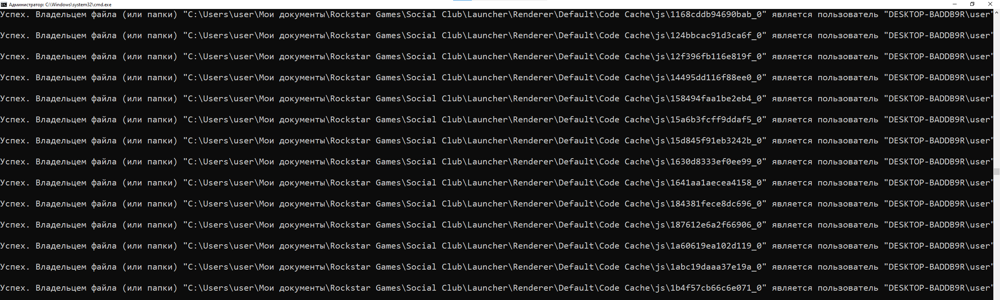 Администратор: C:\Windows\system32\cmd.exe
Успех. Владельцем файла (или папки) "C:\Users\user\Мои документы\Rockstar Games\Social Club\Launcher\Renderer\Default\Code Cache\js\1168cddb94690bab_0" является пользователь "DESKTOP-BADDB9R\user"
Успех. Владельцем файла (или папки) "C:\Users\user\Мои документы\Rockstar Games\Social Club\Launcher\Renderer\Default\Code Cache\js\124bbcac91d3ca6f_0" является пользователь "DESKTOP-BADDB9R\user"
Успех. Владельцем файла (или папки) "C:\Users\user\Мои документы\Rockstar Games\Social Club\Launcher\Renderer\Default\Code Cache\js\12f396fb116e819f_0" является пользователь "DESKTOP-BADDB9R\user"
Успех. Владельцем файла (или папки) "C:\Users\user\Мои документы\Rockstar Games\Social Club\Launcher\Renderer\Default\Code Cache\js\14495dd116f88ee0_0" является пользователь "DESKTOP-BADDB9R\user"
Успех. Владельцем файла (или папки) "C:\Users\user\Мои документы\Rockstar Games\Social Club\Launcher\Renderer\Default\Code Cache\js\158494faa1be2eb4_0" является пользователь "DESKTOP-BADDB9R\user"
Успех. Владельцем файла (или папки) "C:\Users\user\Мои документы\Rockstar Games\Social Club\Launcher\Renderer\Default\Code Cache\js\15a6b3fcff9ddaf5_0" является пользователь "DESKTOP-BADDB9R\user"
Успех. Владельцем файла (или папки) "C:\Users\user\Мои документы\Rockstar Games\Social Club\Launcher\Renderer\Default\Code Cache\js\15d845f91eb3242b_0" является пользователь "DESKTOP-BADDB9R\user"
Успех. Владельцем файла (или папки) "C:\Users\user\Мои документы\Rockstar Games\Social Club\Launcher\Renderer\Default\Code Cache\js\1630d8333ef0ee99_0" является пользователь "DESKTOP-BADDB9R\user"
Успех. Владельцем файла (или папки) "C:\Users\user\Мои документы\Rockstar Games\Social Club\Launcher\Renderer\Default\Code Cache\js\1641aa1aecea4158_0" является пользователь "DESKTOP-BADDB9R\user"
Успех. Владельцем файла (или папки) "C:\Users\user\Мои документы\Rockstar Games\Social Club\Launcher\Renderer\Default\Code Cache\js\184381fece8dc696_0" является пользователь "DESKTOP-BADDB9R\user"
Успех. Владельцем файла (или папки) "C:\Users\user\Мои документы\Rockstar Games\Social Club\Launcher\Renderer\Default\Code Cache\js\187612e6a2f66906_0" является пользователь "DESKTOP-BADDB9R\user"
Успех. Владельцем файла (или папки) "C:\Users\user\Мои документы\Rockstar Games\Social Club\Launcher\Renderer\Default\Code Cache\js\1a60619ea102d119_0" является пользователь "DESKTOP-BADDB9R\user"
Успех. Владельцем файла (или папки) "C:\Users\user\Мои документы\Rockstar Games\Social Club\Launcher\Renderer\Default\Code Cache\js\1abc19daaa37e19a_0" является пользователь "DESKTOP-BADDB9R\user"
Успех. Владельцем файла (или папки) "C:\Users\user\Мои документы\Rockstar Games\Social Club\Launcher\Renderer\Default\Code Cache\js\1b4f57cb66c6e071_0" является пользователь "DESKTOP-BADDB9R\user"